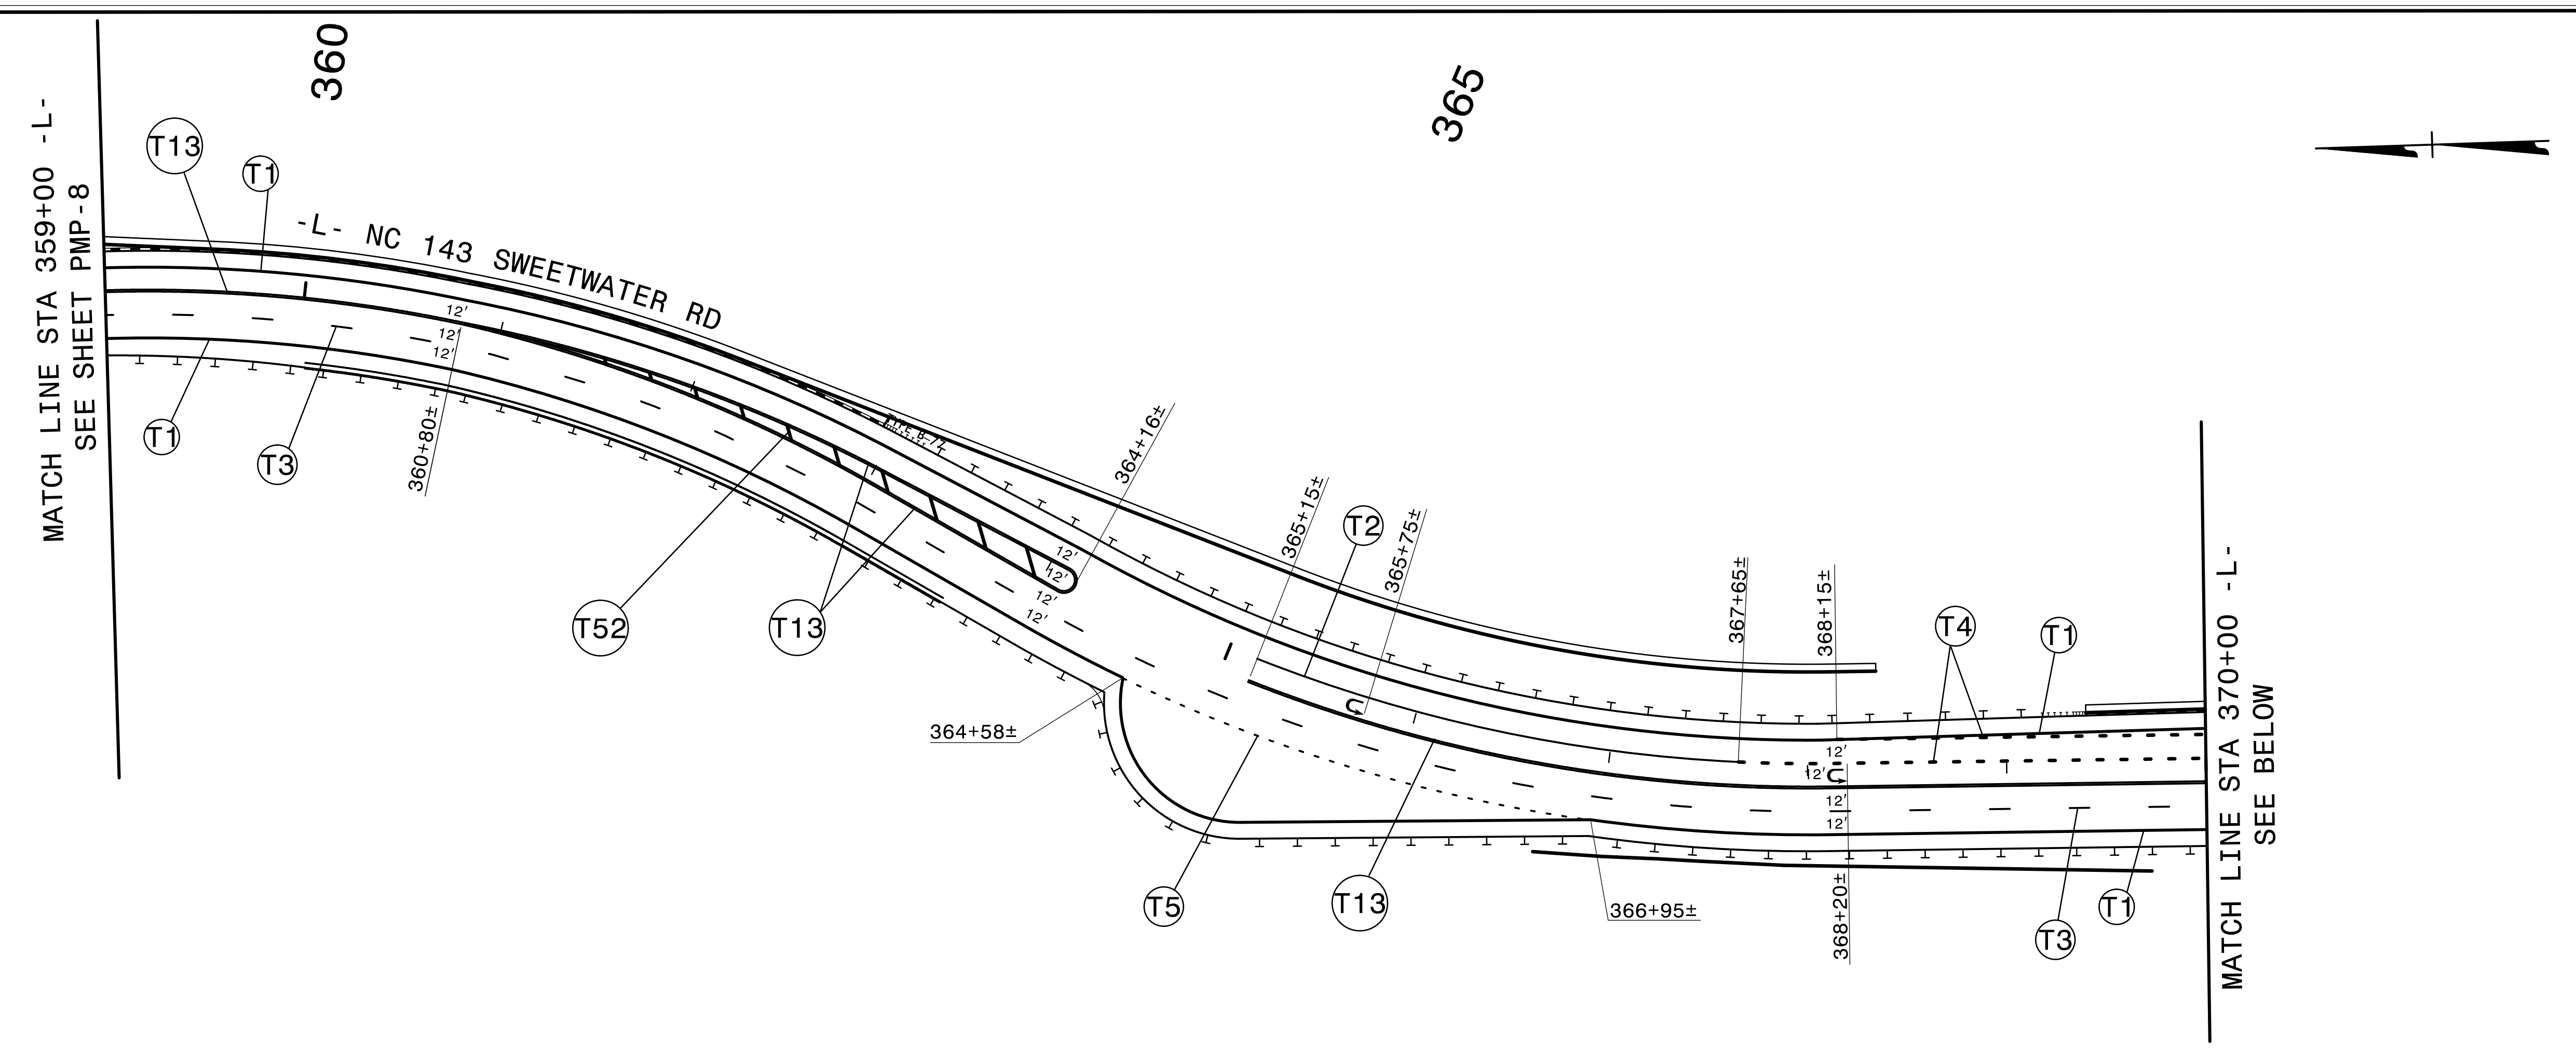 360
365
MATCH LINE STA 359+00 -L-
SEE SHEET PMP-8
T13
T1
-L- NC 143 SWEETWATER RD
12'
12'
12'
360+80±
T1
T3
T52
T13
364+16±
12'
12'
12'
12'
364+58±
365+15±
T2
365+75±
T5
T13
366+95±
367+65±
368+15±
12'
12'
12'
12'
368+20±
T4
T1
T3
T1
MATCH LINE STA 370+00 -L-
SEE BELOW